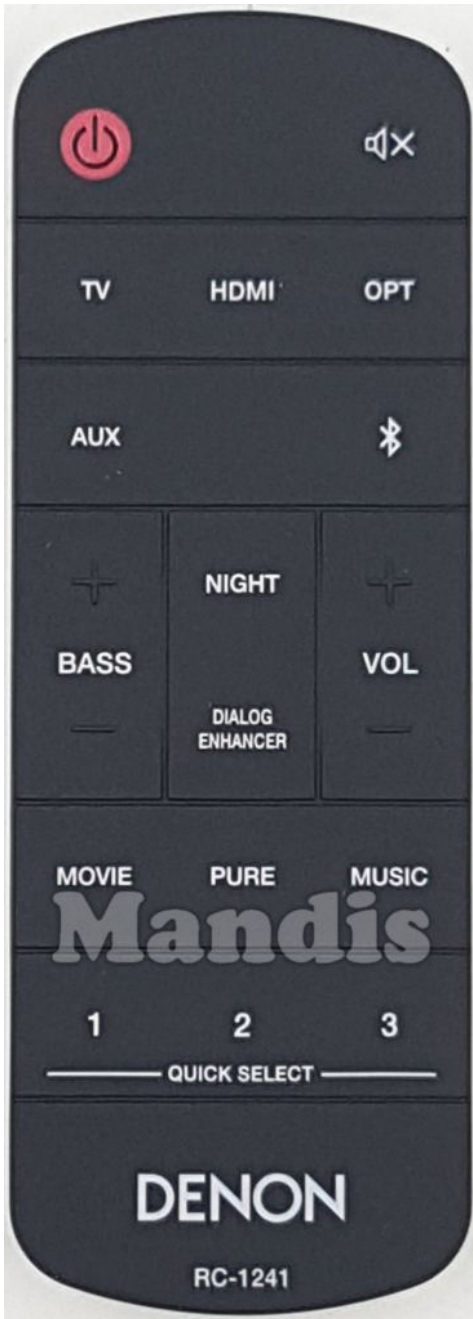 TV HDMI OPT
AUX
NIGHT
BASS VOL
DIALOG
ENHANCER
MOVIE PURE MUSIC
Mandis
1 2 3
QUICK SELECT
DENON
RC-1241